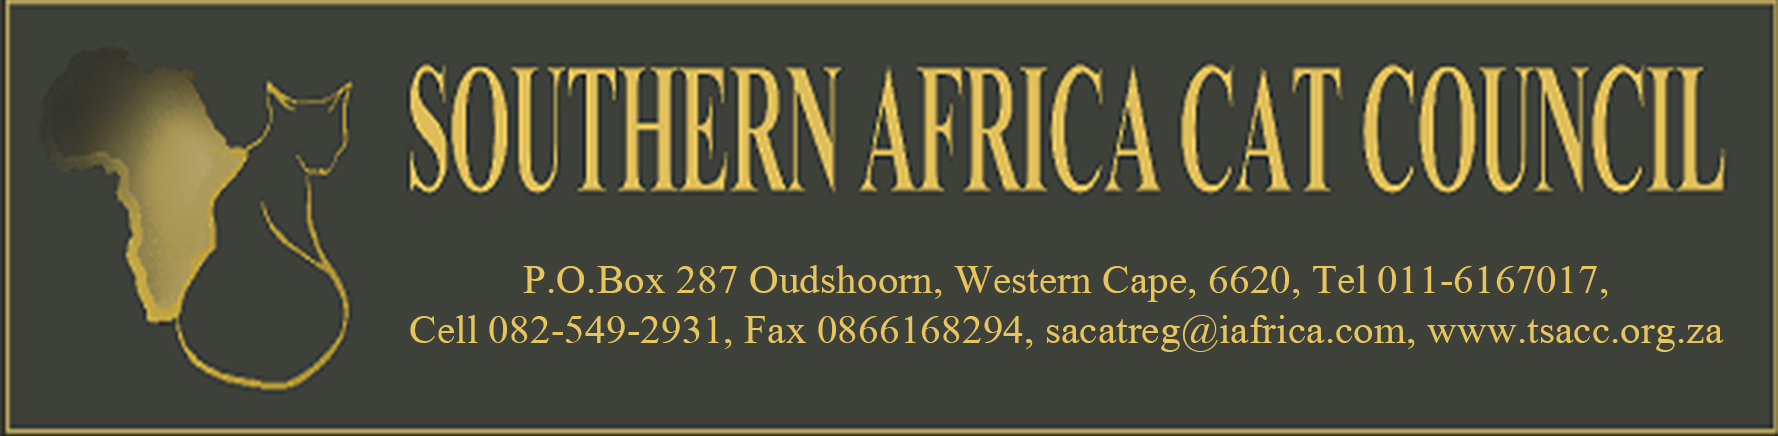 SOUTHERN AFRICA CAT COUNCIL
P.O.Box 287 Oudshoorn, Western Cape, 6620, Tel 011-6167017,
Cell 082-549-2931, Fax 0866168294, sacatreg@iafrica.com, www.tsacc.org.za